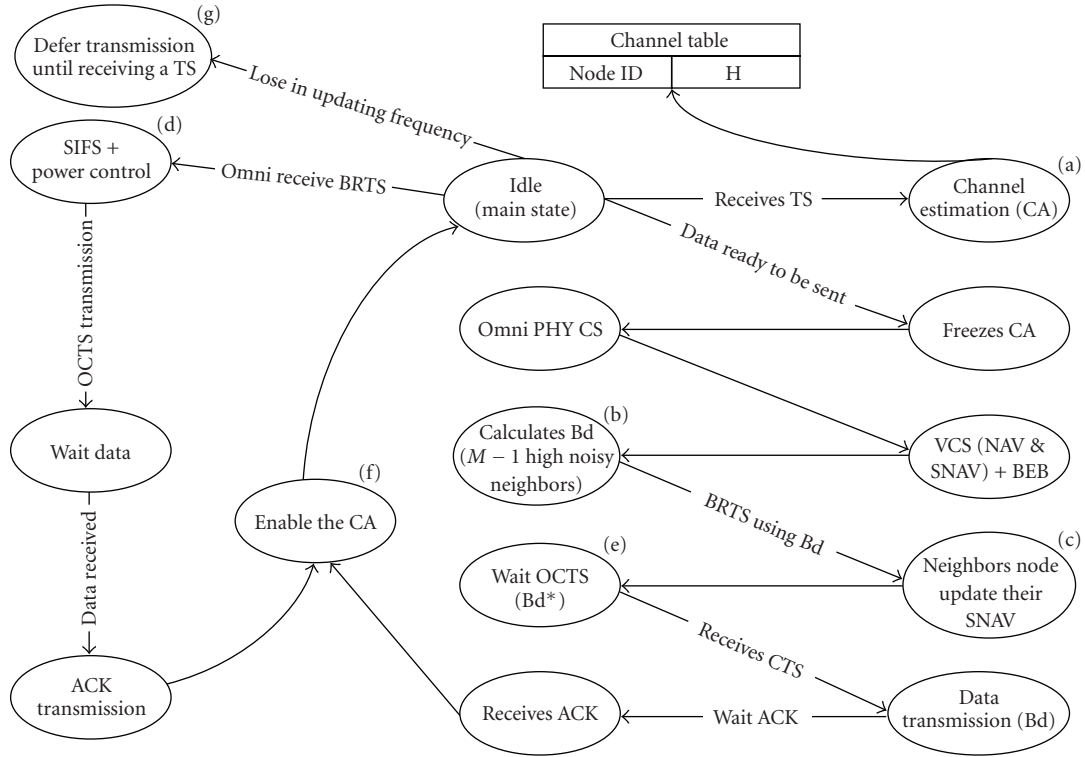 (g)
Defer transmission
until receiving a TS
Channel table
Node ID
H
Lose in updating frequency
(d)
SIFS +
power control
Omni receive BRTS
Idle
(main state)
Receives TS
(a)
Channel
estimation (CA)
Data ready to be sent
OCTS transmission
Omni PHY CS
Freezes CA
Wait data
(b)
Calculates Bd
(M − 1 high noisy
neighbors)
VCS (NAV &
SNAV) + BEB
(f)
Enable the CA
BRTS using Bd
Data received
(e)
Wait OCTS
(Bd*)
(c)
Neighbors node
update their
SNAV
Receives CTS
ACK
transmission
Receives ACK
Wait ACK
Data
transmission (Bd)